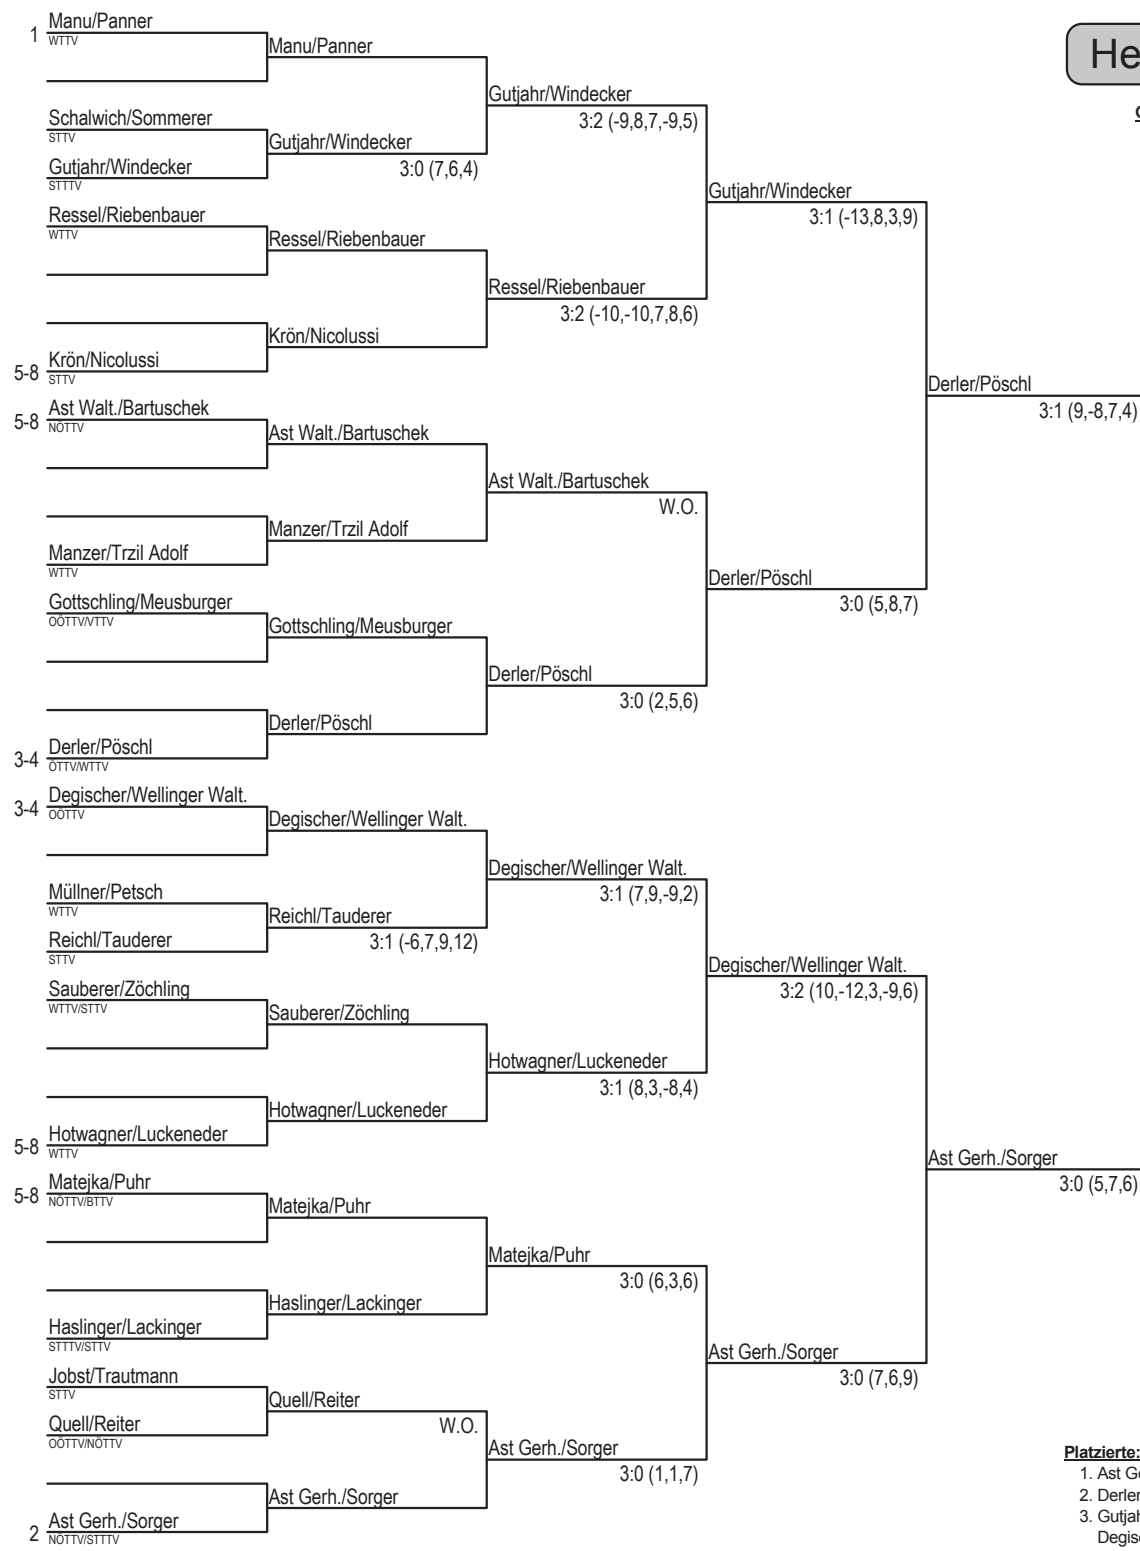 He
1 Manu/Panner
WTTV
Manu/Panner
Gutjahr/Windecker
3:2 (-9,8,7,-9,5)
Schalwich/Sommerer
STTV
Gutjahr/Windecker
3:0 (7,6,4)
Gutjahr/Windecker
STTTV
Gutjahr/Windecker
3:1 (-13,8,3,9)
Ressel/Riebenbauer
WTTV
Ressel/Riebenbauer
Ressel/Riebenbauer
3:2 (-10,-10,7,8,6)
Krön/Nicolussi
5-8 Krön/Nicolussi
STTV
Derler/Pöschl
3:1 (9,-8,7,4)
5-8 Ast Walt./Bartuschek
NÖTTV
Ast Walt./Bartuschek
Ast Walt./Bartuschek
W.O.
Manzer/Trzil Adolf
Manzer/Trzil Adolf
WTTV
Derler/Pöschl
3:0 (5,8,7)
Gottschling/Meusburger
OÖTTV/VTTV
Gottschling/Meusburger
Derler/Pöschl
3:0 (2,5,6)
Derler/Pöschl
3-4 Derler/Pöschl
ÖTTV/WTTV
3-4 Degischer/Wellinger Walt.
OÖTTV
Degischer/Wellinger Walt.
Degischer/Wellinger Walt.
3:1 (7,9,-9,2)
Müllner/Petsch
WTTV
Reichl/Tauderer
3:1 (-6,7,9,12)
Reichl/Tauderer
STTV
Degischer/Wellinger Walt.
3:2 (10,-12,3,-9,6)
Sauberer/Zöchling
WTTV/STTV
Sauberer/Zöchling
Hotwagner/Luckeneder
3:1 (8,3,-8,4)
Hotwagner/Luckeneder
5-8 Hotwagner/Luckeneder
WTTV
Ast Gerh./Sorger
3:0 (5,7,6)
5-8 Matejka/Puhr
NÖTTV/BTTV
Matejka/Puhr
Matejka/Puhr
3:0 (6,3,6)
Haslinger/Lackinger
Haslinger/Lackinger
STTTV/STTV
Ast Gerh./Sorger
3:0 (7,6,9)
Jobst/Trautmann
STTV
Quell/Reiter
W.O.
Quell/Reiter
OÖTTV/NÖTTV
Ast Gerh./Sorger
3:0 (1,1,7)
Ast Gerh./Sorger
2 Ast Gerh./Sorger
NÖTTV/STTTV
Platzierte:
1. Ast Ge
2. Derler
3. Gutjah
Degisc